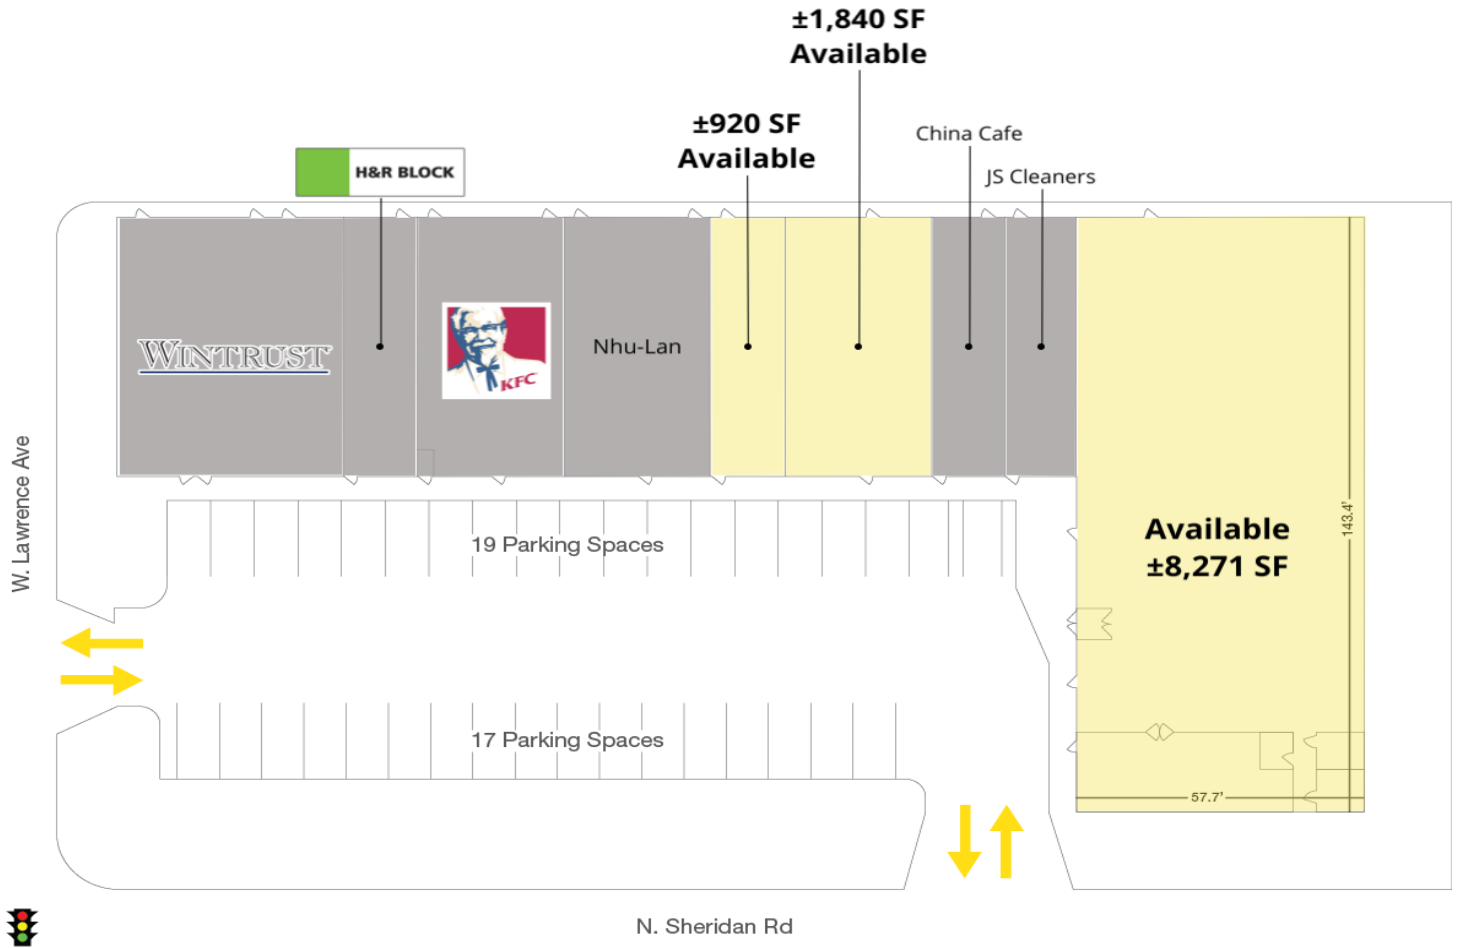 ±1,840 SF
Available
±920 SF
Available
China Cafe
JS Cleaners
H&R BLOCK
WINTRUST
KFC
Nhu-Lan
Available
±8,271 SF
143.4'
57.7'
19 Parking Spaces
17 Parking Spaces
W. Lawrence Ave
N. Sheridan Rd